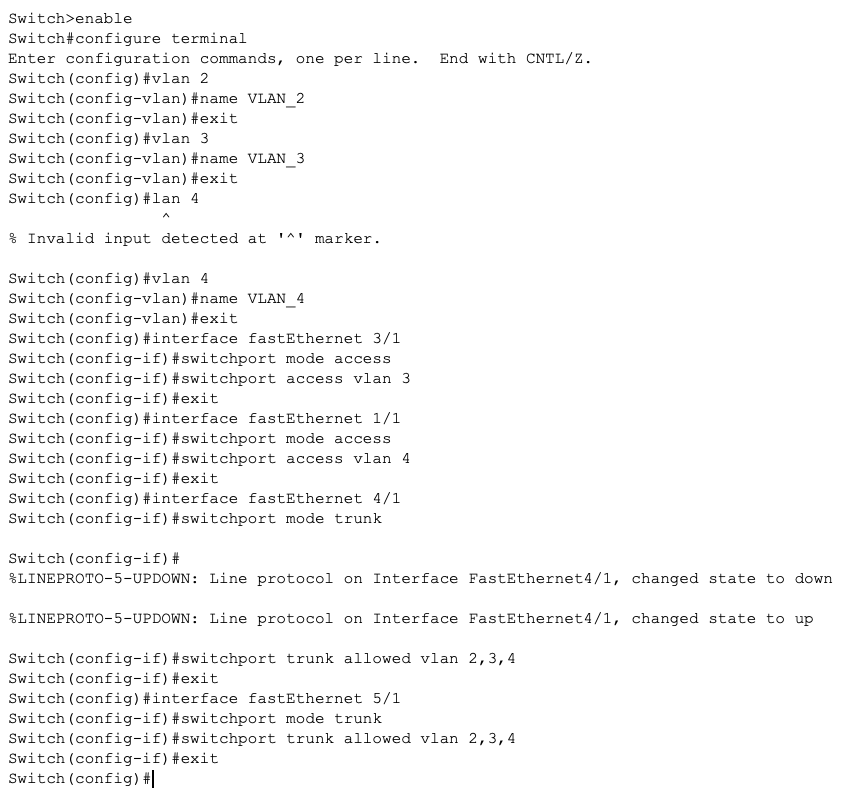 Switch>enable
Switch#configure terminal
Enter configuration commands, one per line.  End with CNTL/Z.
Switch(config)#vlan 2
Switch(config-vlan)#name VLAN_2
Switch(config-vlan)#exit
Switch(config)#vlan 3
Switch(config-vlan)#name VLAN_3
Switch(config-vlan)#exit
Switch(config)#lan 4
                ^
% Invalid input detected at '^' marker.

Switch(config)#vlan 4
Switch(config-vlan)#name VLAN_4
Switch(config-vlan)#exit
Switch(config)#interface fastEthernet 3/1
Switch(config-if)#switchport mode access
Switch(config-if)#switchport access vlan 3
Switch(config-if)#exit
Switch(config)#interface fastEthernet 1/1
Switch(config-if)#switchport mode access
Switch(config-if)#switchport access vlan 4
Switch(config-if)#exit
Switch(config)#interface fastEthernet 4/1
Switch(config-if)#switchport mode trunk

Switch(config-if)#
%LINEPROTO-5-UPDOWN: Line protocol on Interface FastEthernet4/1, changed state to down

%LINEPROTO-5-UPDOWN: Line protocol on Interface FastEthernet4/1, changed state to up

Switch(config-if)#switchport trunk allowed vlan 2,3,4
Switch(config-if)#exit
Switch(config)#interface fastEthernet 5/1
Switch(config-if)#switchport mode trunk
Switch(config-if)#switchport trunk allowed vlan 2,3,4
Switch(config-if)#exit
Switch(config)#